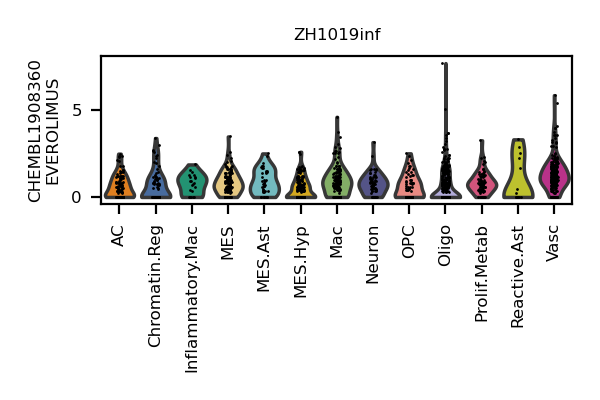 ZH1019inf
CHEMBL1908360
EVEROLIMUS
5
0
AC
Chromatin.Reg
Inflammatory.Mac
MES
MES.Ast
MES.Hyp
Mac
Neuron
OPC
Oligo
Prolif.Metab
Reactive.Ast
Vasc